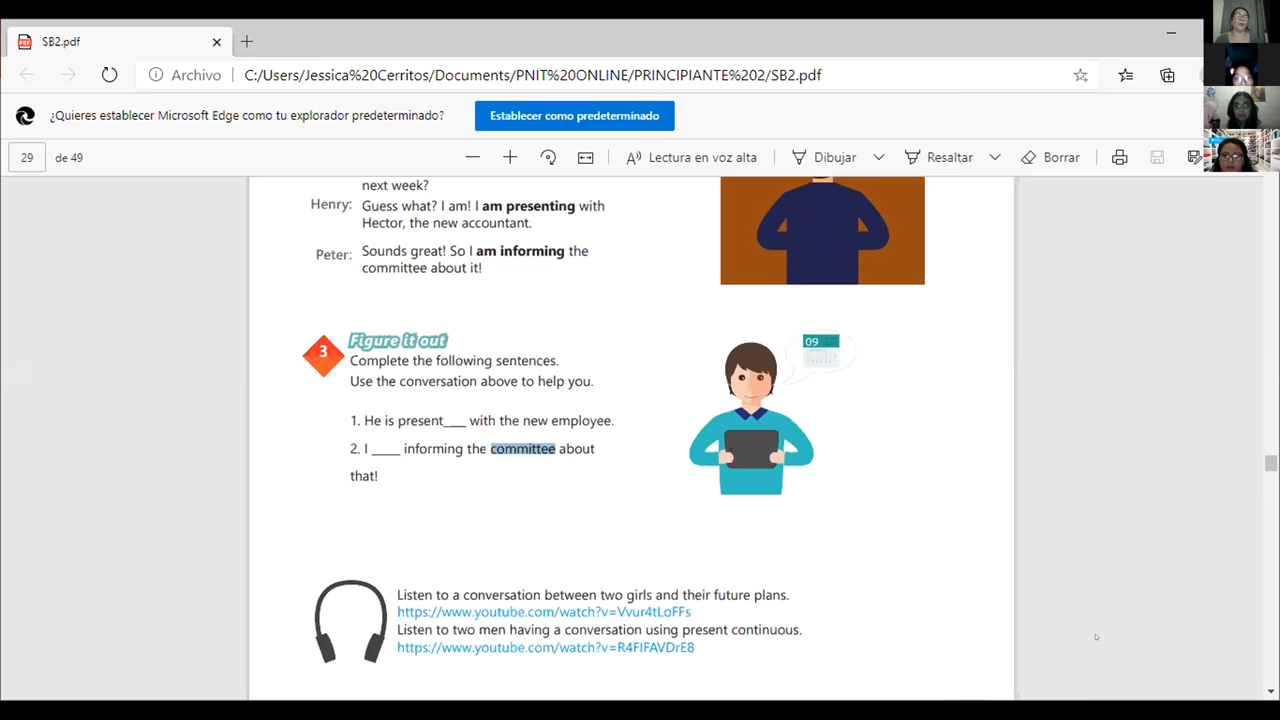 SB2.pdf
Archivo
C:/Users/Jessica%20Cerritos/Documents/PNIT%20ONLINE/PRINCIPIANTE%202/SB2.pdf
¿Quieres establecer Microsoft Edge como tu explorador predeterminado?
Establecer como predeterminado
29 de 49
Lectura en voz alta
Dibujar
Resaltar
Borrar
next week?
Henry: Guess what? I am! I am presenting with
Hector, the new accountant.
Peter: Sounds great! So I am informing the
committee about it!
3 Figure it out
Complete the following sentences.
Use the conversation above to help you.
1. He is present____ with the new employee.
2. I _____ informing the committee about
that!
09
Listen to a conversation between two girls and their future plans.
https://www.youtube.com/watch?v=Vvur4tLoFFs
Listen to two men having a conversation using present continuous.
https://www.youtube.com/watch?v=R4FIFAVDrE8